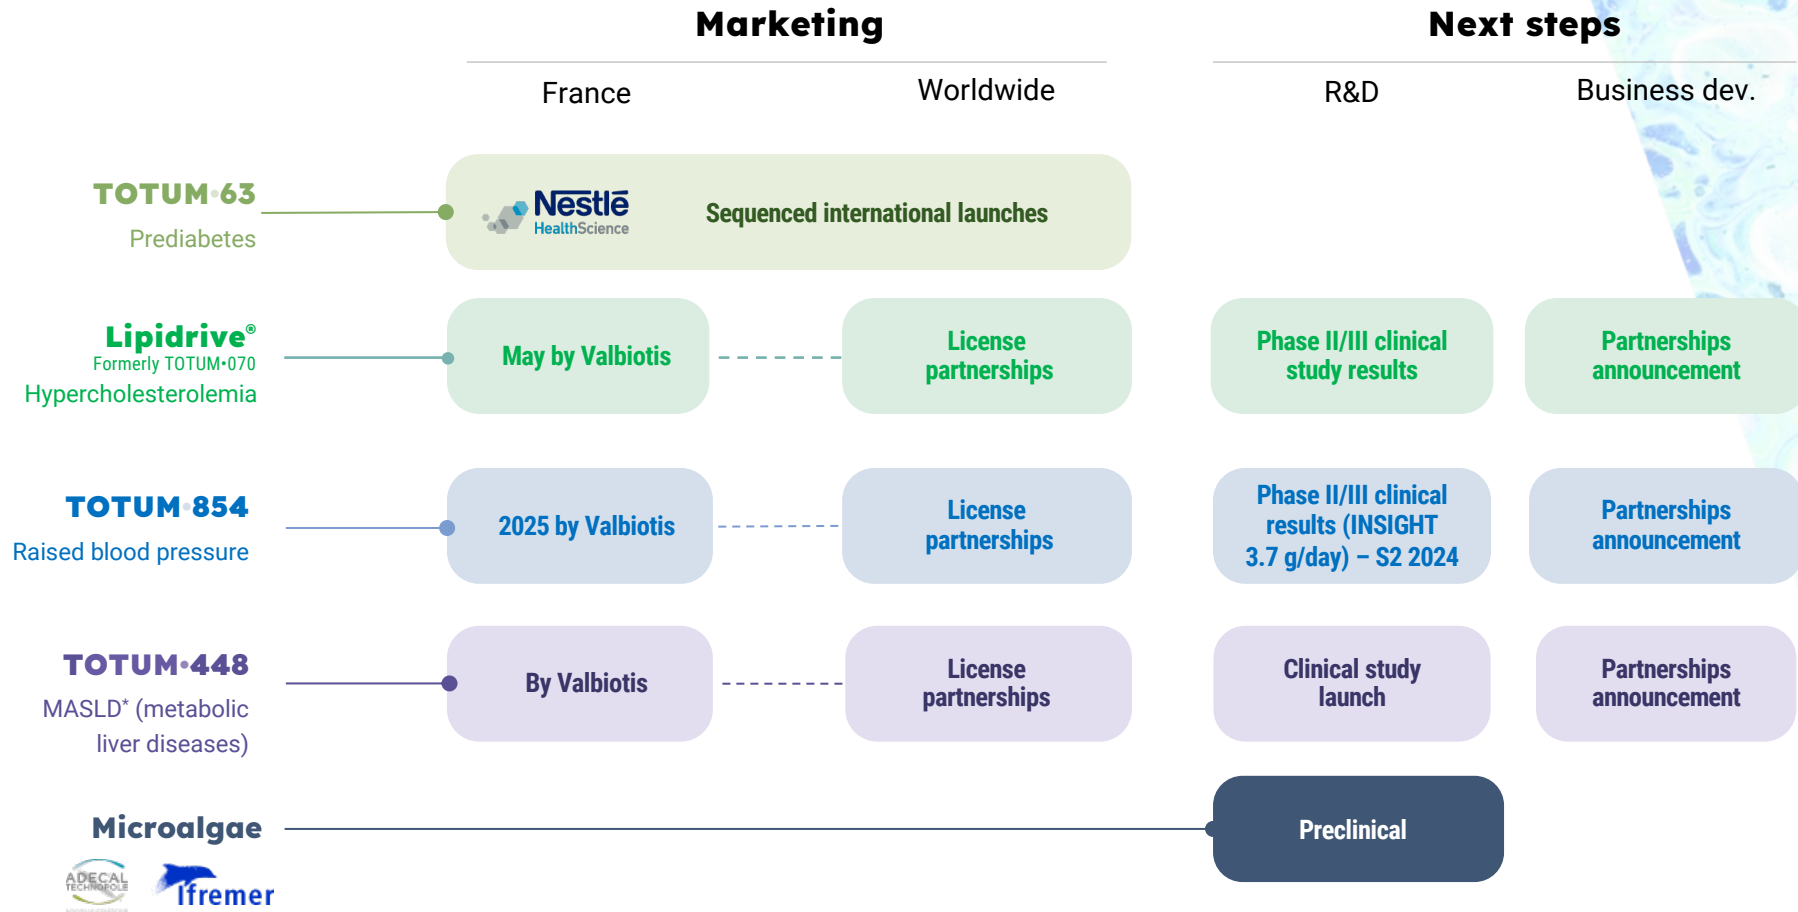 Marketing
Next steps
France
Worldwide
R&D
Business dev.
TOTUM•63
Prediabetes
Nestlé
HealthScience
Sequenced international launches
Lipidrive®
Formerly TOTUM•070
Hypercholesterolemia
May by Valbiotis
License
partnerships
Phase II/III clinical
study results
Partnerships
announcement
TOTUM•854
Raised blood pressure
2025 by Valbiotis
License
partnerships
Phase II/III clinical
results (INSIGHT
3.7 g/day) – S2 2024
Partnerships
announcement
TOTUM•448
MASLD* (metabolic
liver diseases)
By Valbiotis
License
partnerships
Clinical study
launch
Partnerships
announcement
Microalgae
Preclinical
ADECAL
TECHNOPOLE
Ifremer